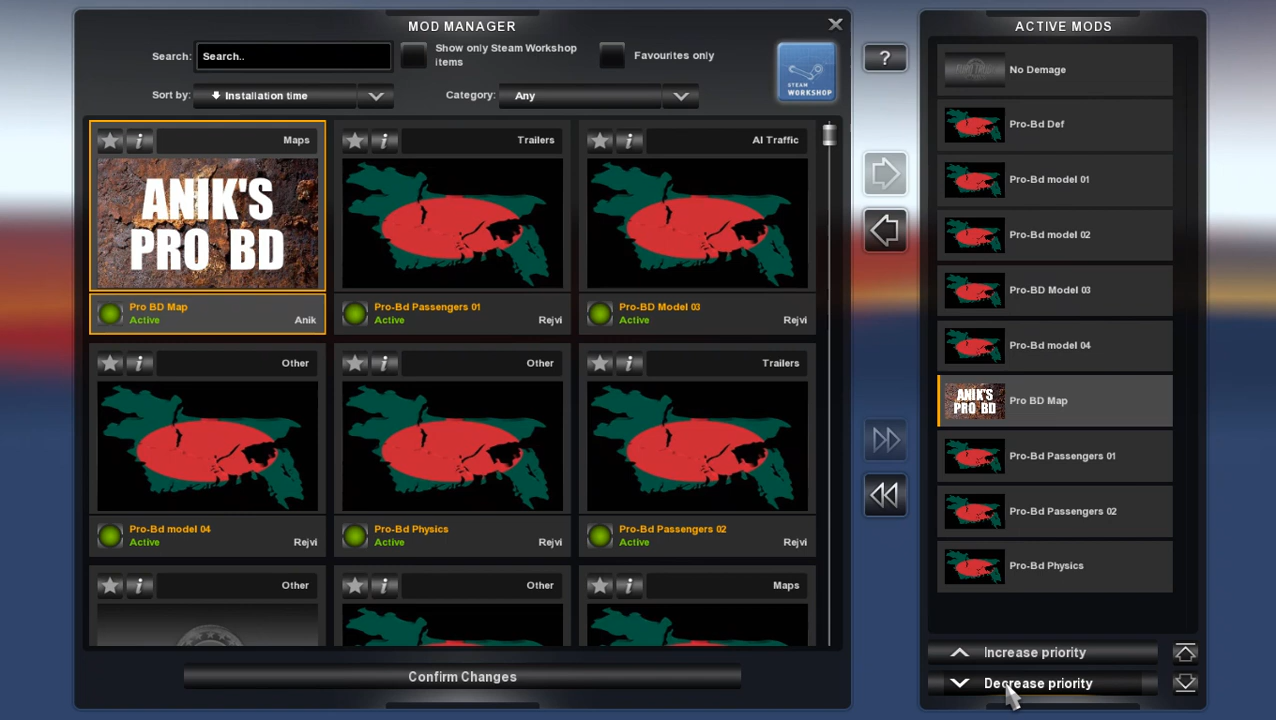 MOD MANAGER
Search:
Search..
Show only Steam Workshop
items
Favourites only
STEAM
WORKSHOP
Sort by:
Installation time
Category:
Any
Maps
ANIK'S
PRO BD
Pro BD Map
Active
Anik
Trailers
Pro-Bd Passengers 01
Active
Rejvi
AI Traffic
Pro-BD Model 03
Active
Rejvi
Other
Pro-Bd model 04
Active
Rejvi
Other
Pro-Bd Physics
Active
Rejvi
Trailers
Pro-Bd Passengers 02
Active
Rejvi
Other
Other
Maps
Confirm Changes
?
ACTIVE MODS
No Demage
Pro-Bd Def
Pro-Bd model 01
Pro-Bd model 02
Pro-BD Model 03
Pro-Bd model 04
ANIK'S
PRO BD
Pro BD Map
Pro-Bd Passengers 01
Pro-Bd Passengers 02
Pro-Bd Physics
Increase priority
Decrease priority